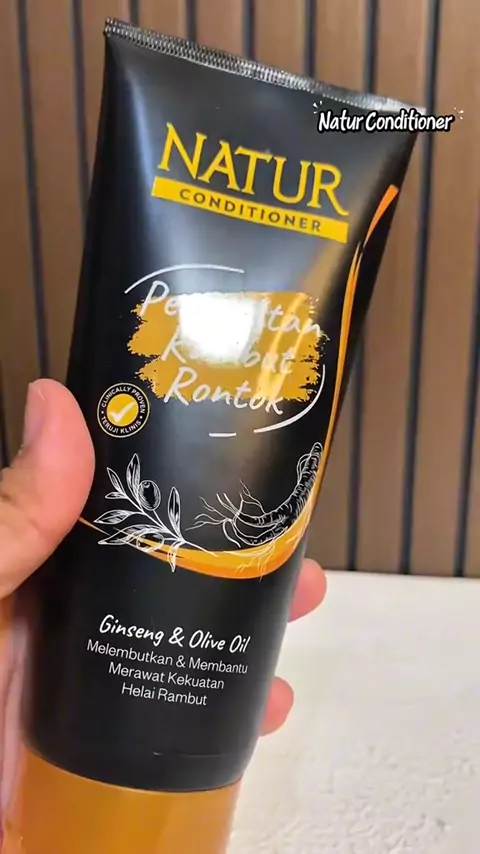 Natur Conditioner
NATUR
CONDITIONER
Rontok
CLINICALLY PROVEN
TERUJI KLINIS
Ginseng & Olive Oil
Melembutkan & Membantu
Merawat Kekuatan
Helai Rambut